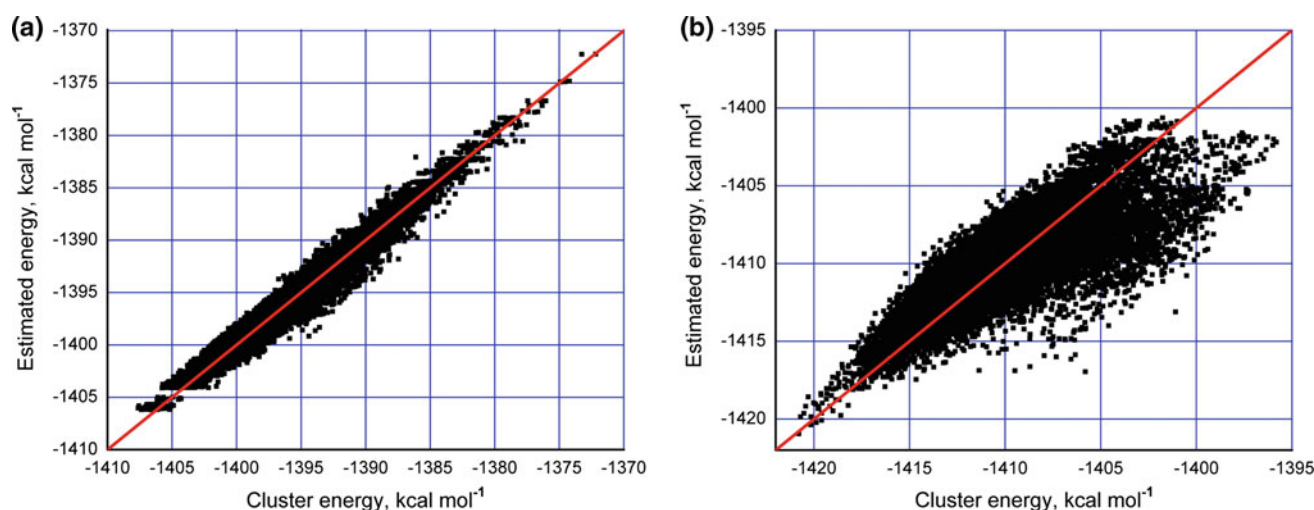 (a)
Estimated energy, kcal mol⁻¹
-1370
-1375
-1380
-1385
-1390
-1395
-1400
-1405
-1410
-1410 -1405 -1400 -1395 -1390 -1385 -1380 -1375 -1370
Cluster energy, kcal mol⁻¹
(b)
Estimated energy, kcal mol⁻¹
-1395
-1400
-1405
-1410
-1415
-1420
-1420 -1415 -1410 -1405 -1400 -1395
Cluster energy, kcal mol⁻¹